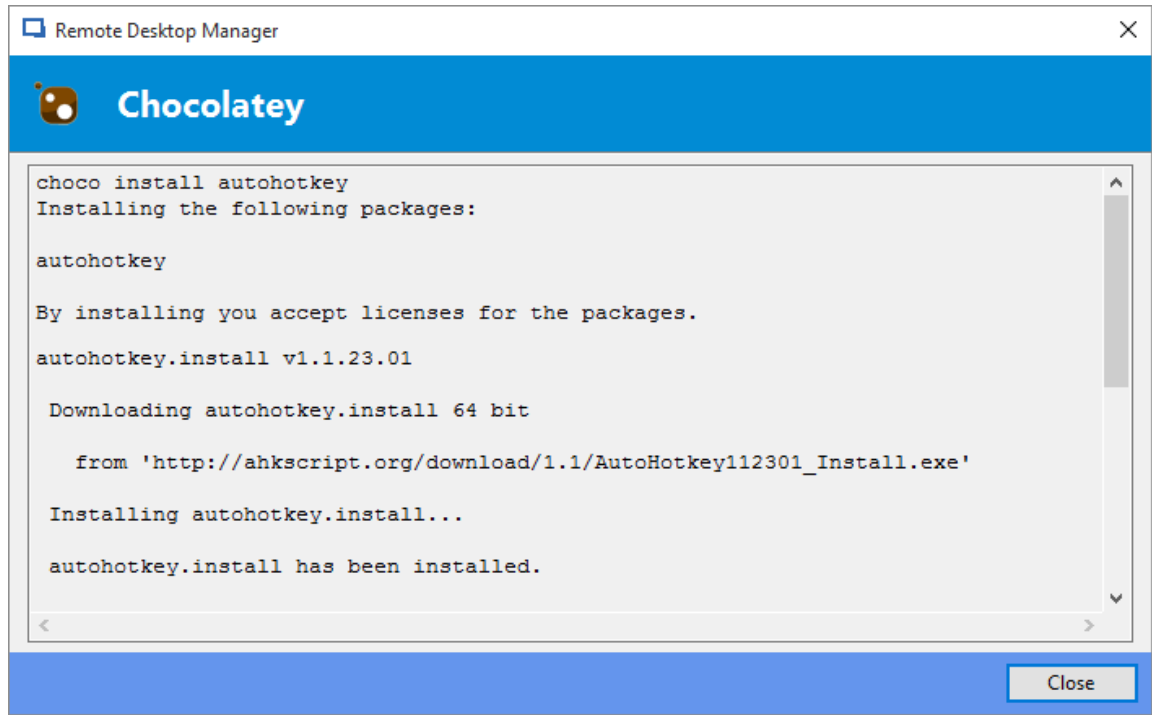 Remote Desktop Manager
Chocolatey
choco install autohotkey
Installing the following packages:
autohotkey
By installing you accept licenses for the packages.
autohotkey.install v1.1.23.01
Downloading autohotkey.install 64 bit
from 'http://ahkscript.org/download/1.1/AutoHotkey112301_Install.exe'
Installing autohotkey.install...
autohotkey.install has been installed.
Close